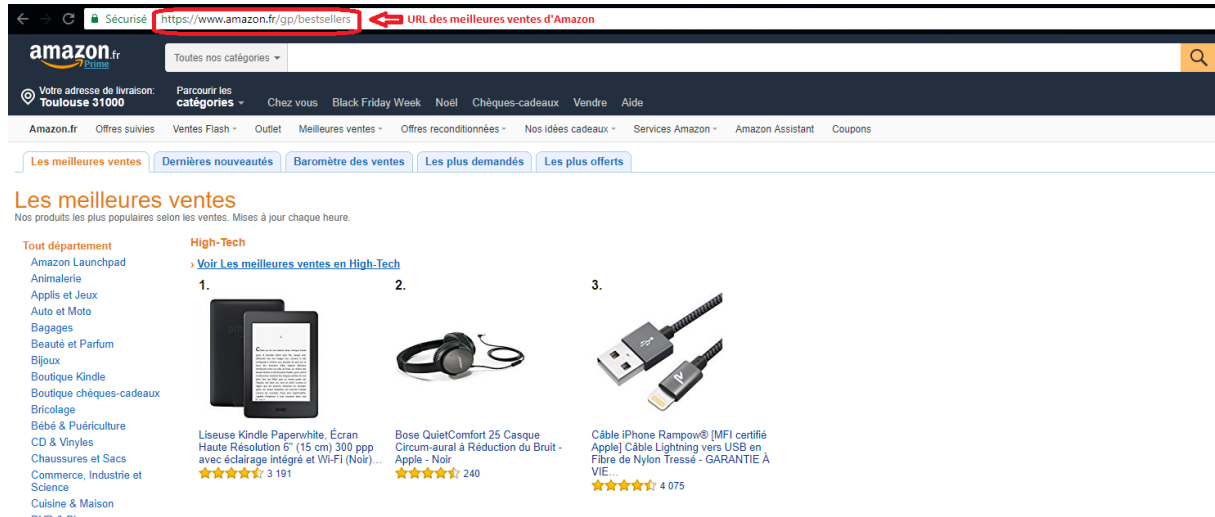 Sécurisé https://www.amazon.fr/gp/bestsellers URL des meilleures ventes d'Amazon
amazon.fr
Prime
Toutes nos catégories
Votre adresse de livraison:
Toulouse 31000
Parcourir les
catégories
Chez vous Black Friday Week Noël Chèques-cadeaux Vendre Aide
Amazon.fr Offres suivies Ventes Flash Outlet Meilleures ventes Offres reconditionnées Nos idées cadeaux Services Amazon Amazon Assistant Coupons
Les meilleures ventes Dernières nouveautés Baromètre des ventes Les plus demandés Les plus offerts
Les meilleures ventes
Nos produits les plus populaires selon les ventes. Mises à jour chaque heure.
Tout département
Amazon Launchpad
Animalerie
Applis et Jeux
Auto et Moto
Bagages
Beauté et Parfum
Bijoux
Boutique Kindle
Boutique chèques-cadeaux
Bricolage
Bébé & Puériculture
CD & Vinyles
Chaussures et Sacs
Commerce, Industrie et
Science
Cuisine & Maison
High-Tech
› Voir Les meilleures ventes en High-Tech
1.
Liseuse Kindle Paperwhite, Écran
Haute Résolution 6" (15 cm) 300 ppp
avec éclairage intégré et Wi-Fi (Noir)...
3 191
2.
Bose QuietComfort 25 Casque
Circum-aural à Réduction du Bruit -
Apple - Noir
240
3.
Câble iPhone Rampow® [MFI certifié
Apple] Câble Lightning vers USB en
Fibre de Nylon Tressé - GARANTIE À
VIE...
4 075